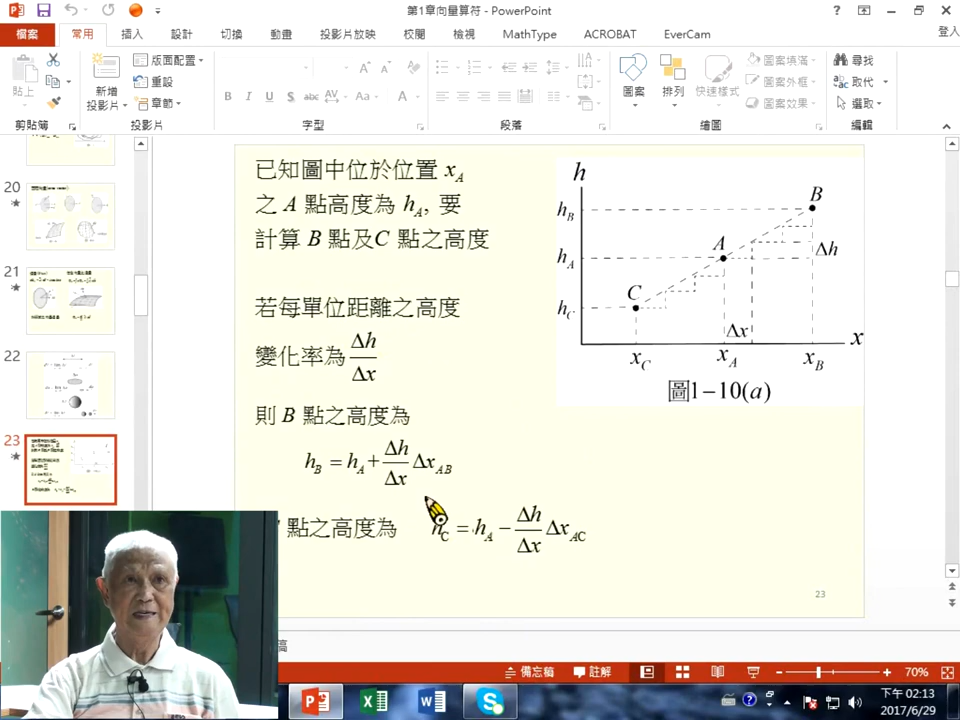 第1章向量算符 - PowerPoint
檔案 常用 插入 設計 切換 動畫 投影片放映 校閱 檢視 MathType ACROBAT EverCam 登入
貼上
新增
投影片
版面配置
重設
章節
B I U S abc AV Aa A
圖案
排列
快速樣式
圖案填滿
圖案外框
圖案效果
尋找
取代
選取
剪貼簿 投影片 字型 段落 繪圖 編輯
20
21
22
23
已知圖中位於位置 x_A
之 A 點高度為 h_A, 要
計算 B 點及C 點之高度
若每單位距離之高度
變化率為 Δh/Δx
則 B 點之高度為
h_B = h_A + Δh/Δx Δx_AB
點之高度為 h_C = h_A − Δh/Δx Δx_AC
h
B
h_B
A
Δh
h_A
C
h_C
Δx
x
x_C x_A x_B
圖1−10(a)
23
稿
備忘稿 註解 70%
下午 02:13
2017/6/29